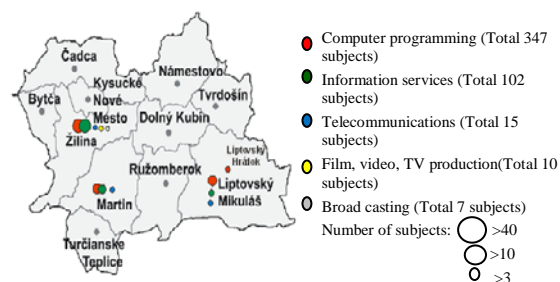 Čadca
Kysucké
Nové
Mesto
Bytča
Námestovo
Tvrdošín
Dolný Kubín
Žilina
Liptovský
Hrádok
Ružomberok
Liptovský
Mikuláš
Martin
Turčianske
Teplice
Computer programming (Total 347
subjects)
Information services (Total 102
subjects)
Telecommunications (Total 15
subjects)
Film, video, TV production(Total 10
subjects)
Broad casting (Total 7 subjects)
Number of subjects:
>40
>10
>3